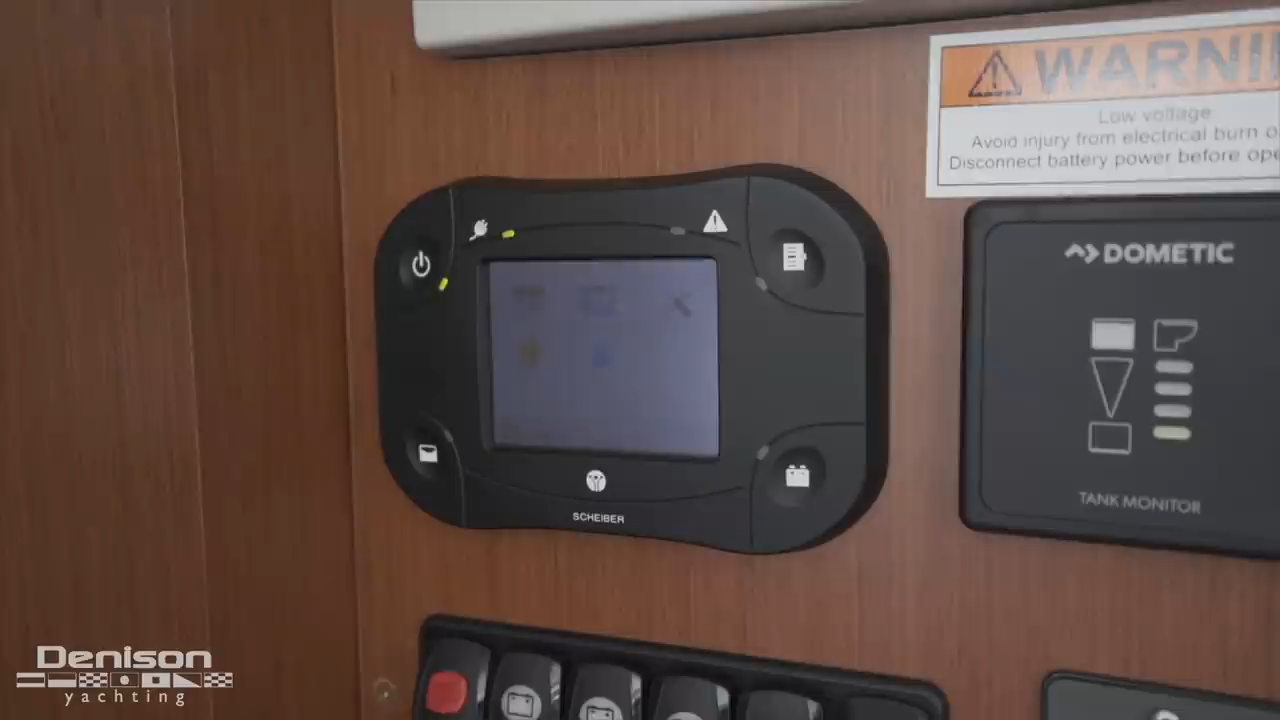 WARNI
Low voltage
Avoid injury from electrical burn o
Disconnect battery power before ope
DOMETIC
TANK MONITOR
SCHEIBER
Denison
yachting